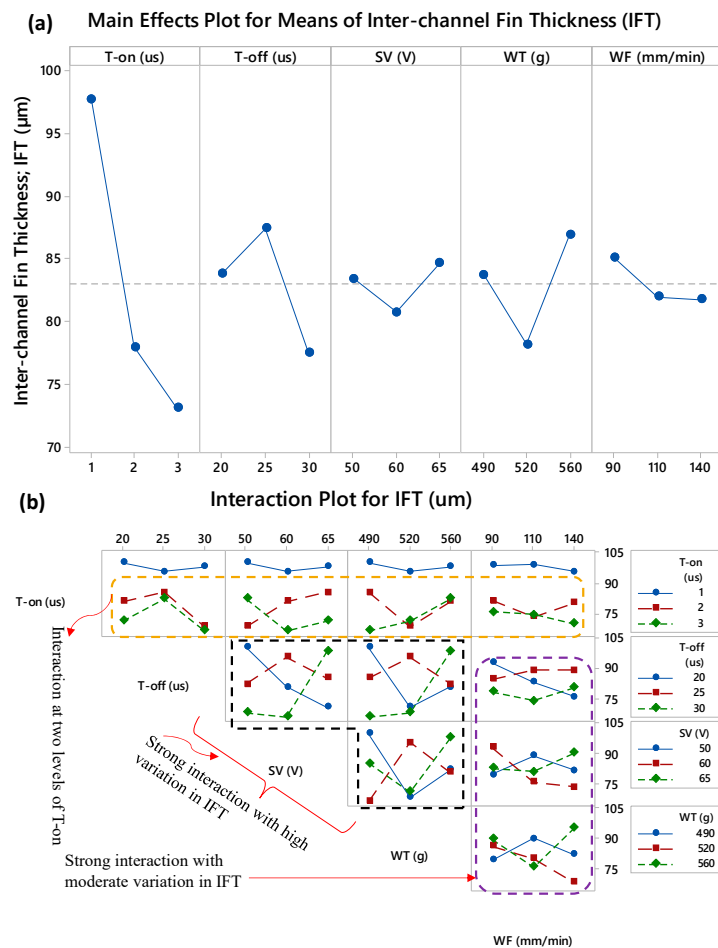 (a) Main Effects Plot for Means of Inter-channel Fin Thickness (IFT)
T-on (us) T-off (us) SV (V) WT (g) WF (mm/min)
Inter-channel Fin Thickness; IFT (µm)
100
95
90
85
80
75
70
1 2 3 20 25 30 50 60 65 490 520 560 90 110 140
(b) Interaction Plot for IFT (um)
20 25 30 50 60 65 490 520 560 90 110 140
T-on (us)
105
90
75
T-on
(us)
1
2
3
T-off (us)
105
90
75
T-off
(us)
20
25
30
SV (V)
105
90
75
SV (V)
50
60
65
WT (g)
105
90
75
WT (g)
490
520
560
WF (mm/min)
Interaction at two levels of T-on
Strong interaction with high
variation in IFT
Strong interaction with
moderate variation in IFT